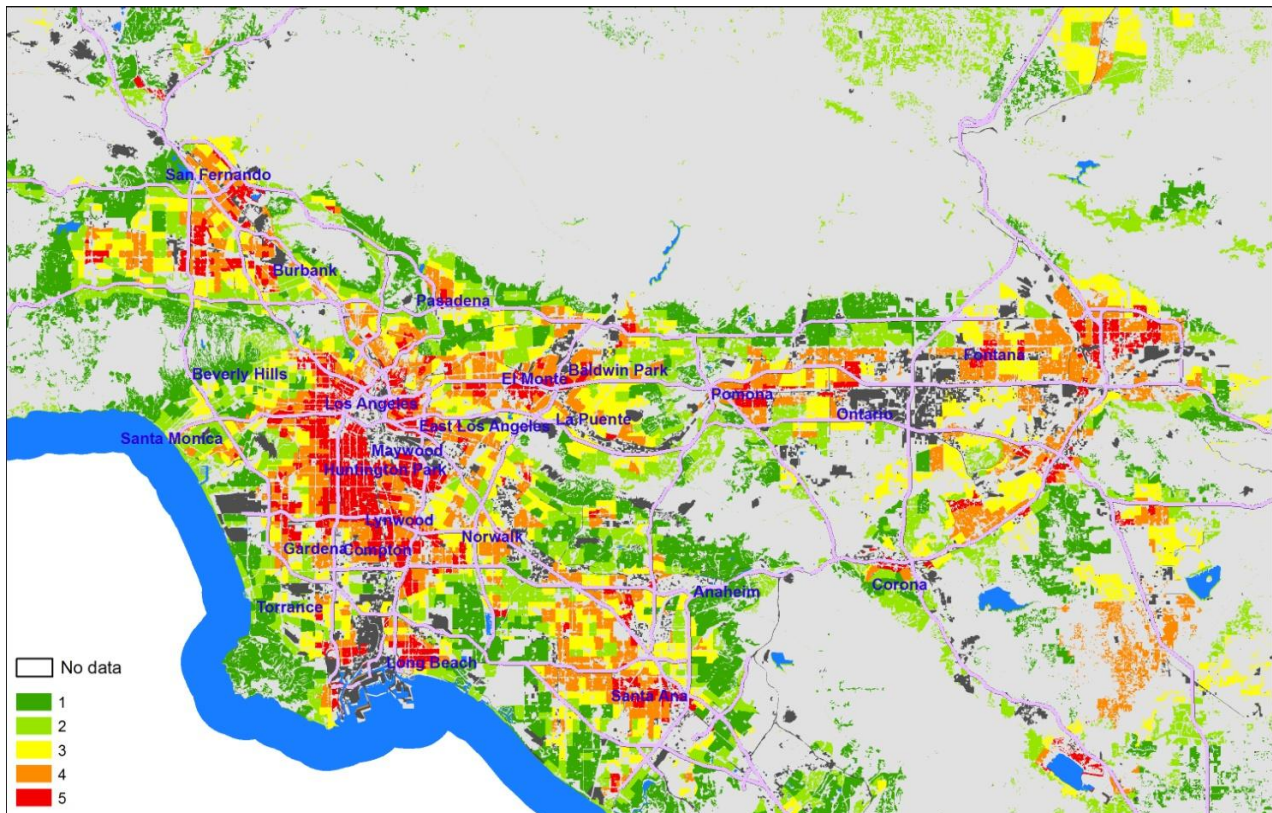 San Fernando
Burbank
Pasadena
Beverly Hills
El Monte
Baldwin Park
Fontana
Pomona
Los Angeles
Ontario
East Los Angeles
La Puente
Santa Monica
Maywood
Huntington Park
Lynwood
Norwalk
Gardena
Compton
Corona
Anaheim
Torrance
Long Beach
Santa Ana
No data
1
2
3
4
5